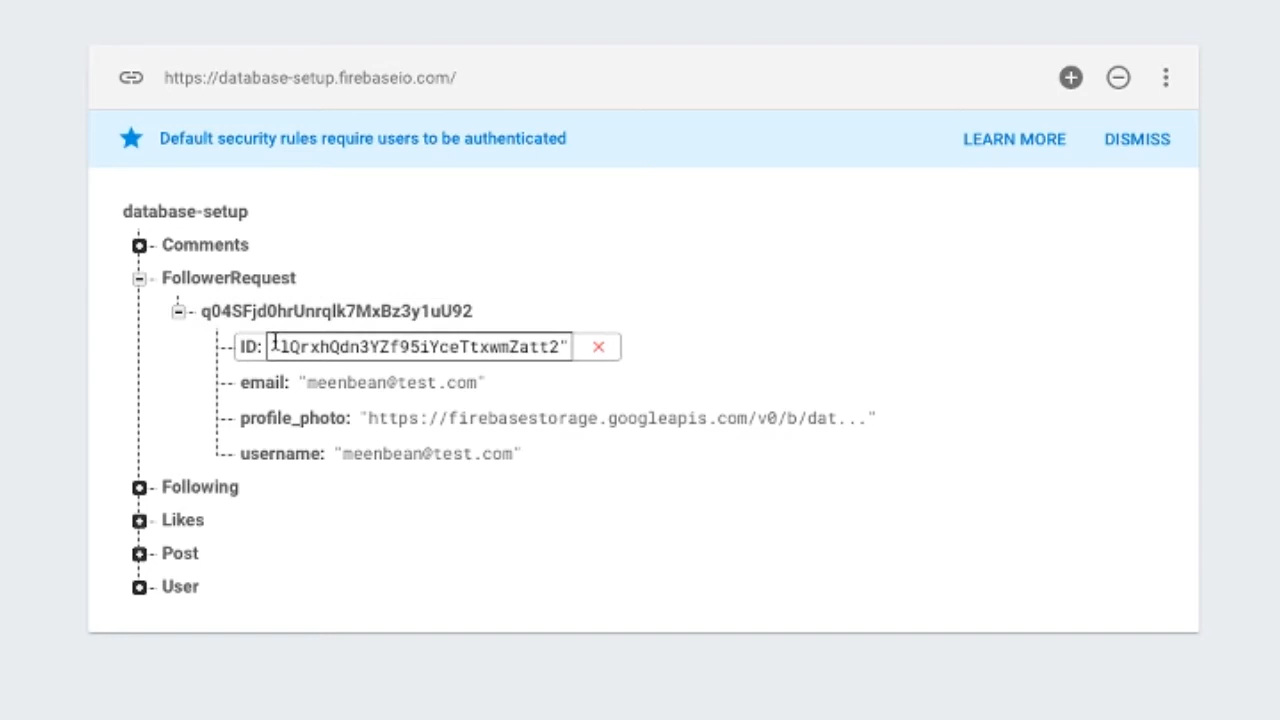 https://database-setup.firebaseio.com/
Default security rules require users to be authenticated LEARN MORE DISMISS
database-setup
Comments
FollowerRequest
q04SFjd0hrUnrqlk7MxBz3y1uU92
ID:
email: "meenbean@test.com"
profile_photo: "https://firebasestorage.googleapis.com/v0/b/dat..."
username: "meenbean@test.com"
Following
Likes
Post
User